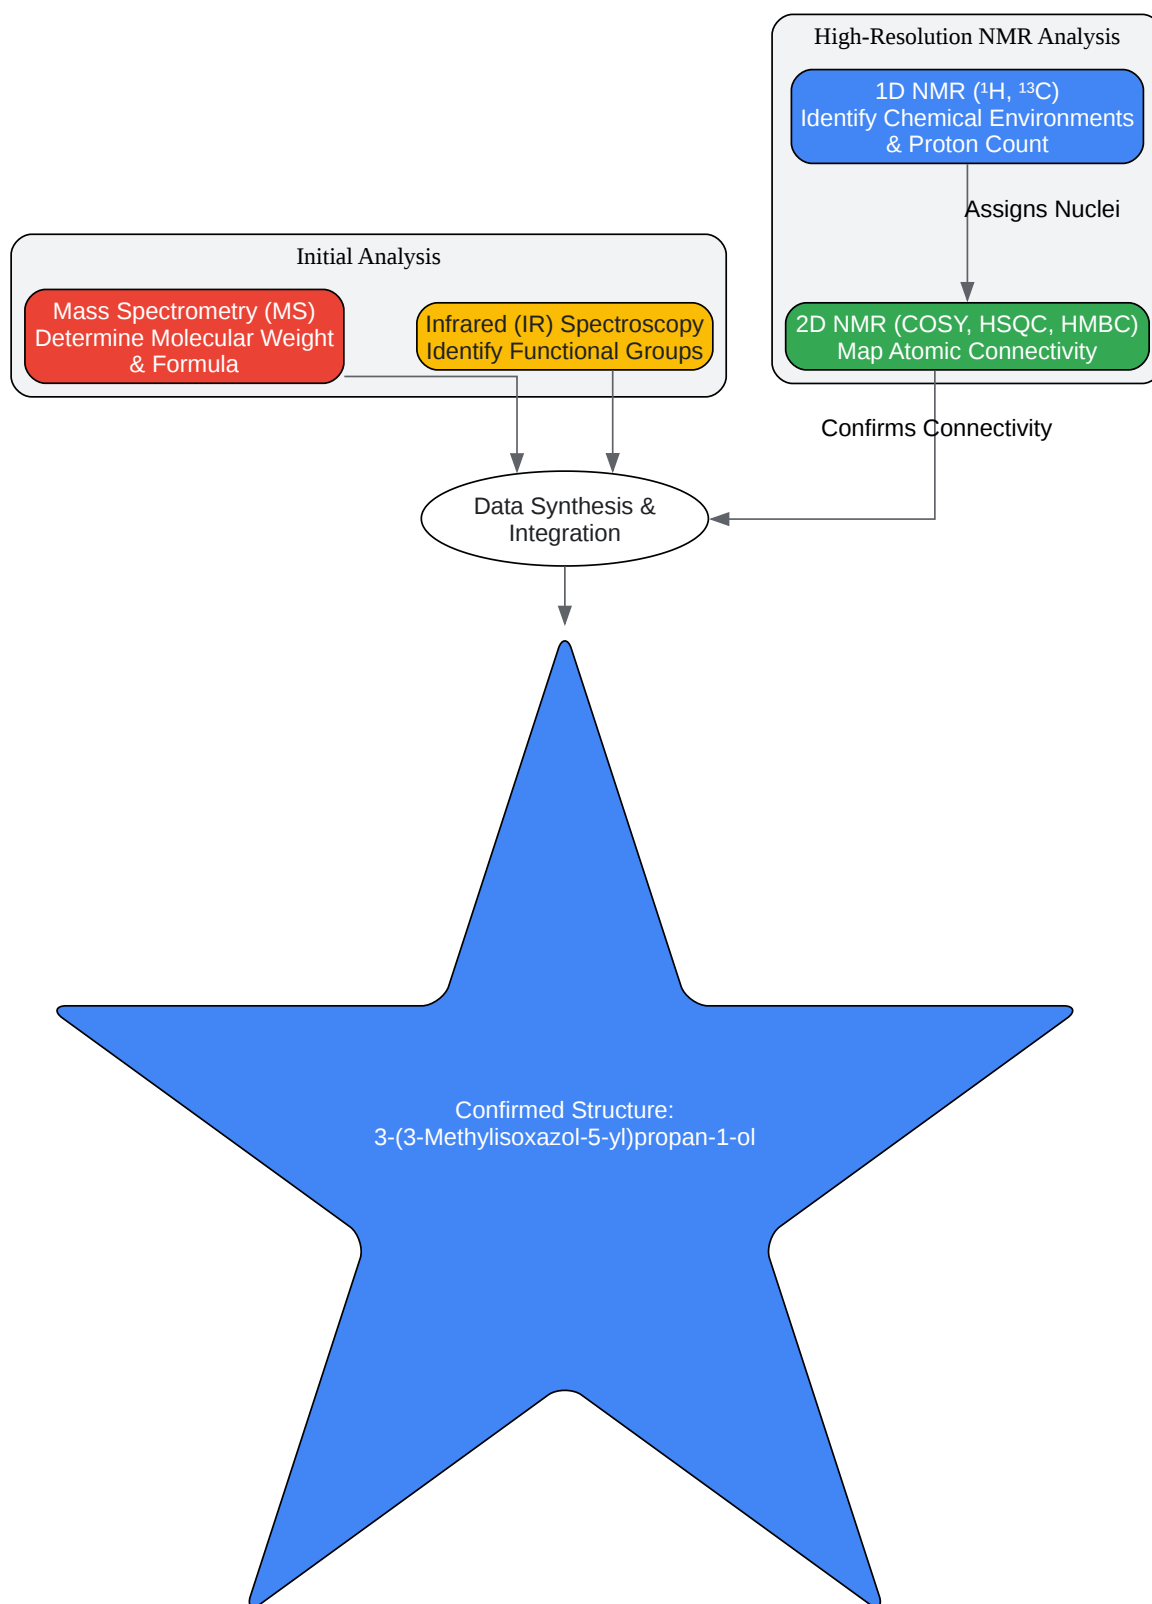 High-Resolution NMR Analysis
1D NMR (¹H, ¹³C)
Identify Chemical Environments
& Proton Count
Assigns Nuclei
Initial Analysis
Mass Spectrometry (MS)
Determine Molecular Weight
& Formula
Infrared (IR) Spectroscopy
Identify Functional Groups
2D NMR (COSY, HSQC, HMBC)
Map Atomic Connectivity
Confirms Connectivity
Data Synthesis &
Integration
Confirmed Structure:
3-(3-Methylisoxazol-5-yl)propan-1-ol